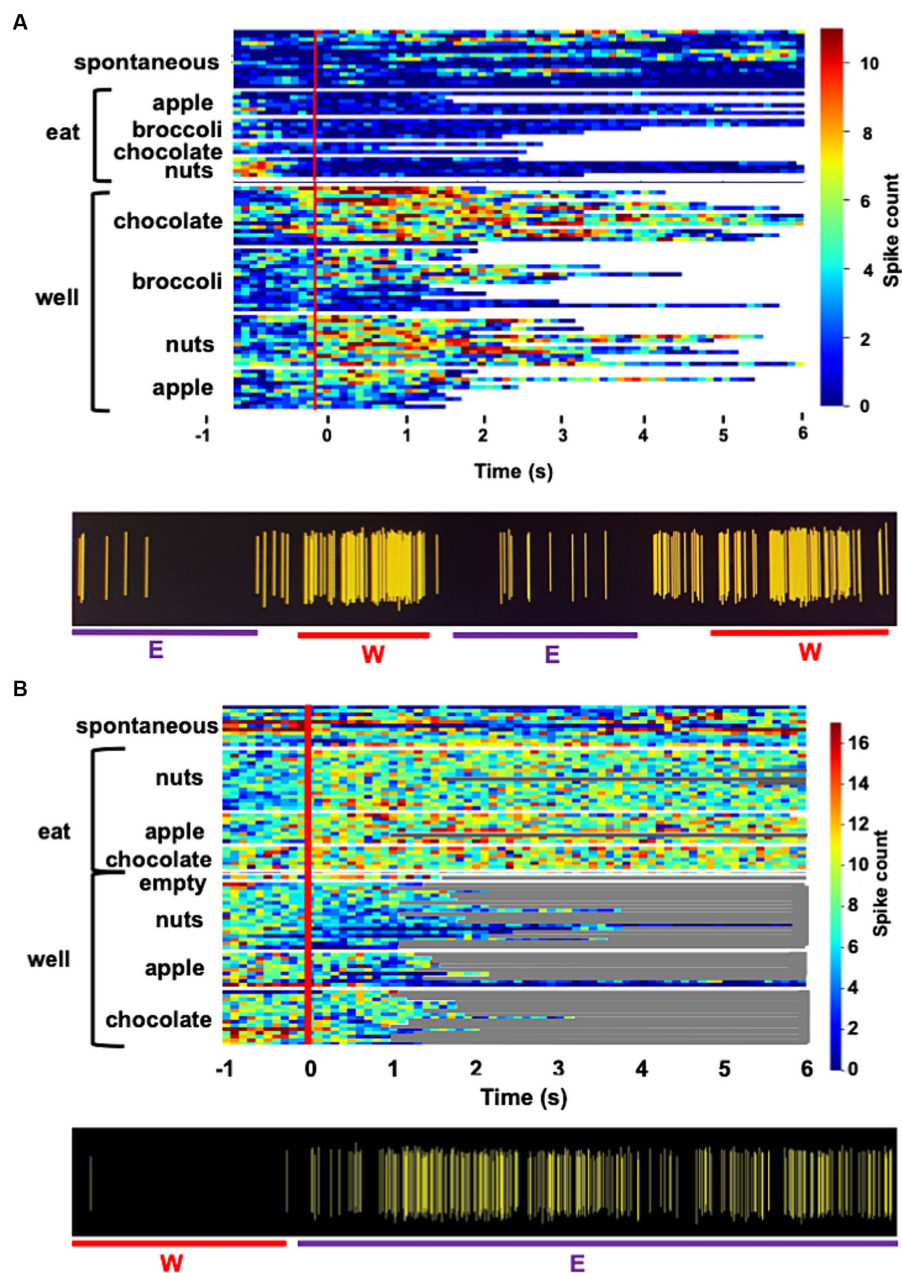 A
spontaneous
apple
eat
broccoli
chocolate
nuts
chocolate
well
broccoli
nuts
apple
10
8
6
4
2
0
Spike count
-1 0 1 2 3 4 5 6
Time (s)
E W E W
B
spontaneous
nuts
eat
apple
chocolate
empty
nuts
well
apple
chocolate
16
14
12
10
8
6
4
2
0
Spike count
-1 0 1 2 3 4 5 6
Time (s)
W E